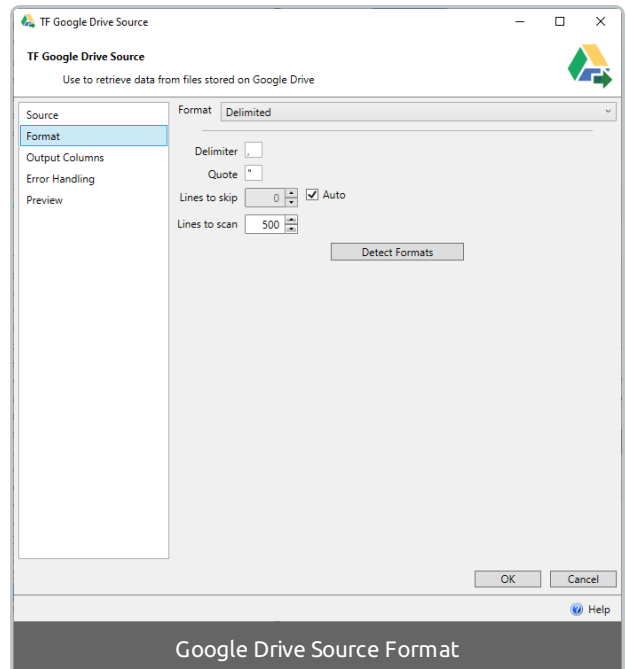 TF Google Drive Source
TF Google Drive Source
Use to retrieve data from files stored on Google Drive
Source
Format
Output Columns
Error Handling
Preview
Format Delimited
Delimiter ,
Quote "
Lines to skip 0 Auto
Lines to scan 500
Detect Formats
OK Cancel
Help
Google Drive Source Format